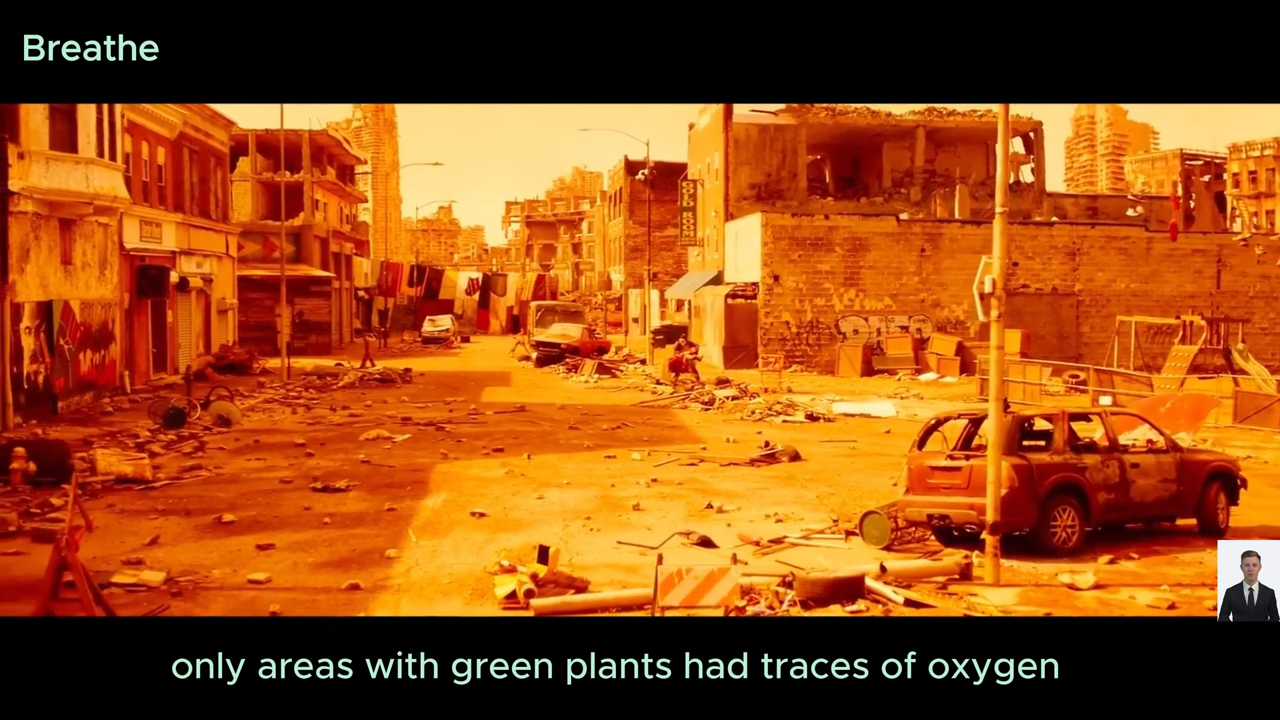 Breathe
GOLD ROOM
only areas with green plants had traces of oxygen